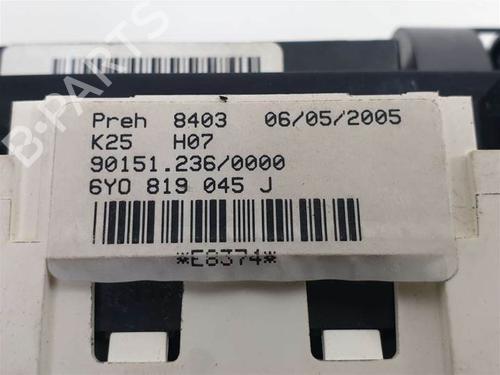 B-PARTS
Preh 8403 06/05/2005
K25 H07
90151.236/0000
6Y0 819 045 J
*E8374*